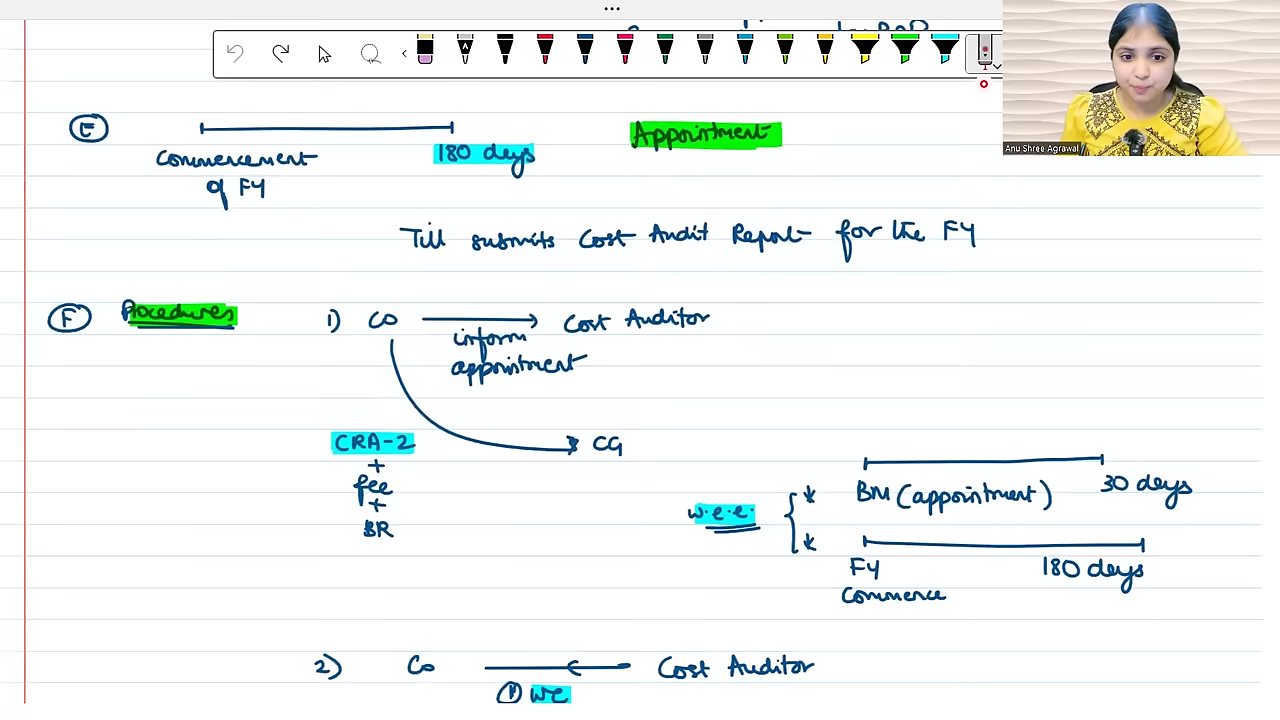 Anu Shree Agrawal
E
Appointment
Commencement
of FY
180 days
Till submits Cost Audit Report for the FY
F Procedures
1) CO Cost Auditor
inform
appointment
CRA-2
+
fee
+
BR
CG
w.e.e.
BM (appointment) 30 days
FY
Commence
180 days
2) Co Cost Auditor
① WC